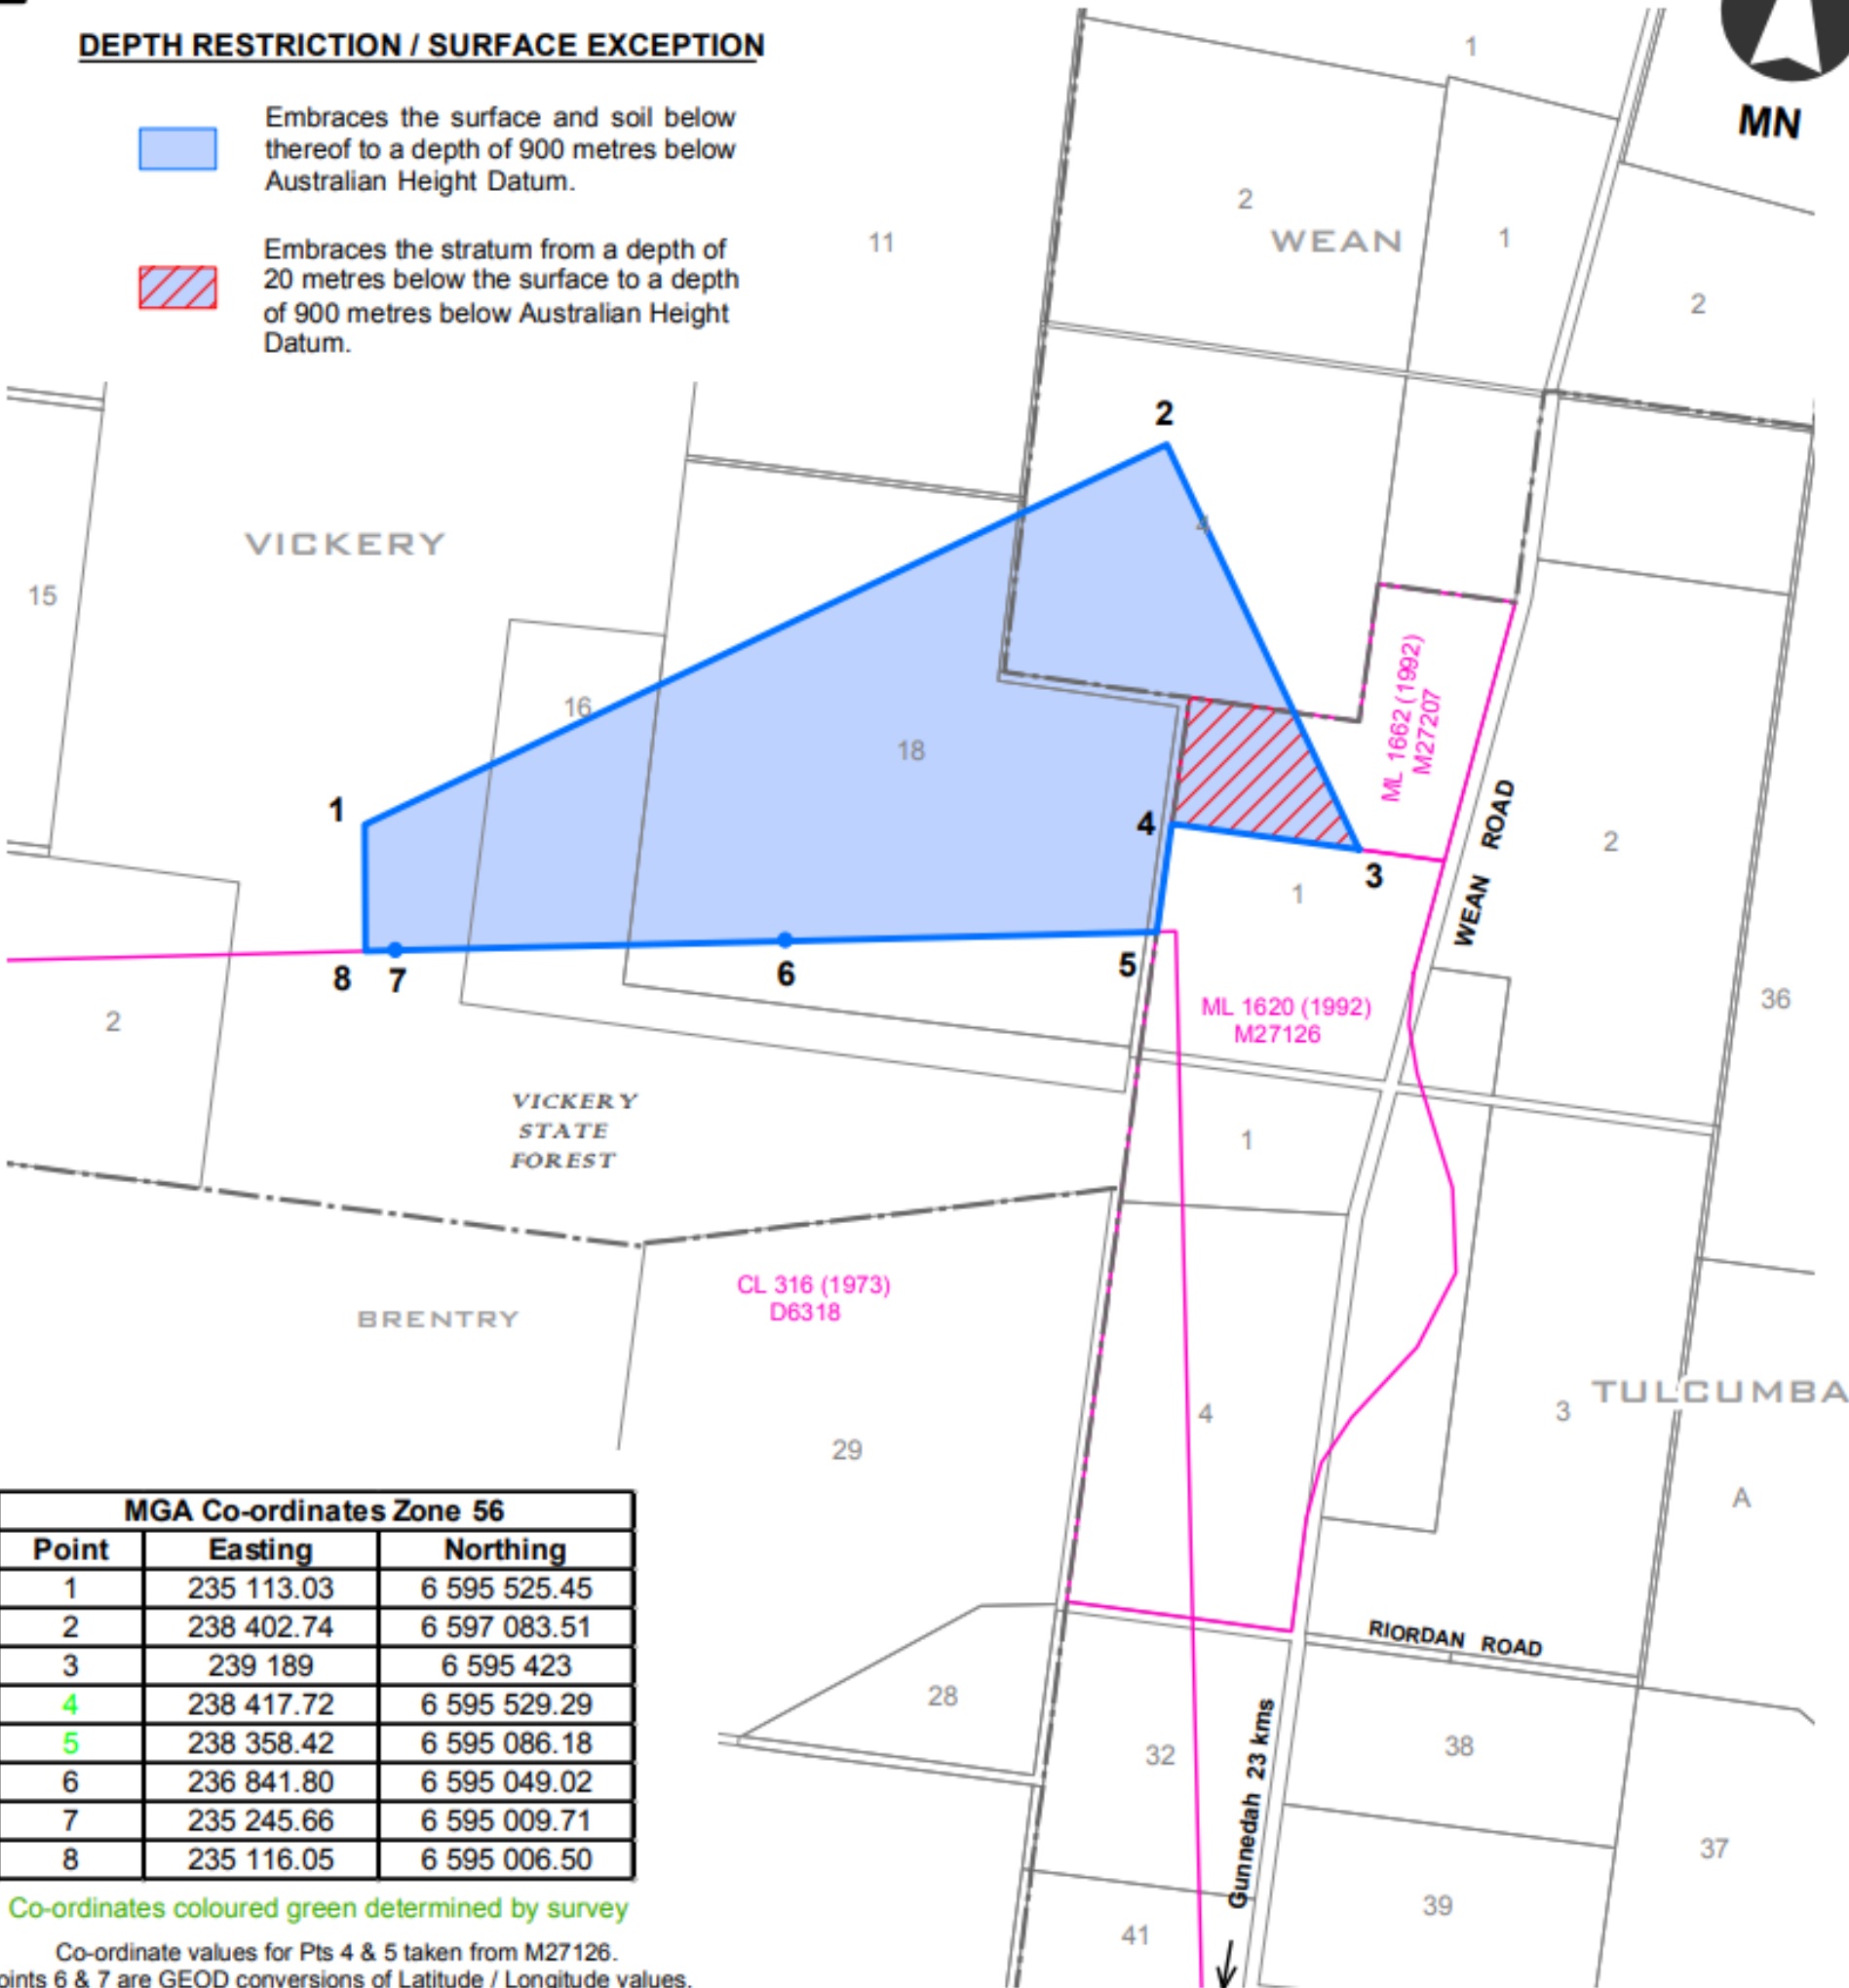 DEPTH RESTRICTION / SURFACE EXCEPTION
Embraces the surface and soil below
thereof to a depth of 900 metres below
Australian Height Datum.
Embraces the stratum from a depth of
20 metres below the surface to a depth
of 900 metres below Australian Height
Datum.
MN
1
11
2
WEAN
1
2
2
4
VICKERY
15
16
18
1
4
3
1
ML 1662 (1992)
M27207
WEAN ROAD
2
8
7
6
5
2
ML 1620 (1992)
M27126
36
VICKERY
STATE
FOREST
1
BRENTRY
CL 316 (1973)
D6318
29
4
3
TULCUMBA
A
RIORDAN ROAD
28
32
Gunnedah 23 kms
38
37
39
41
MGA Co-ordinates Zone 56
Point Easting Northing
1 235 113.03 6 595 525.45
2 238 402.74 6 597 083.51
3 239 189 6 595 423
4 238 417.72 6 595 529.29
5 238 358.42 6 595 086.18
6 236 841.80 6 595 049.02
7 235 245.66 6 595 009.71
8 235 116.05 6 595 006.50
Co-ordinates coloured green determined by survey
Co-ordinate values for Pts 4 & 5 taken from M27126.
oints 6 & 7 are GEOD conversions of Latitude / Longitude values.